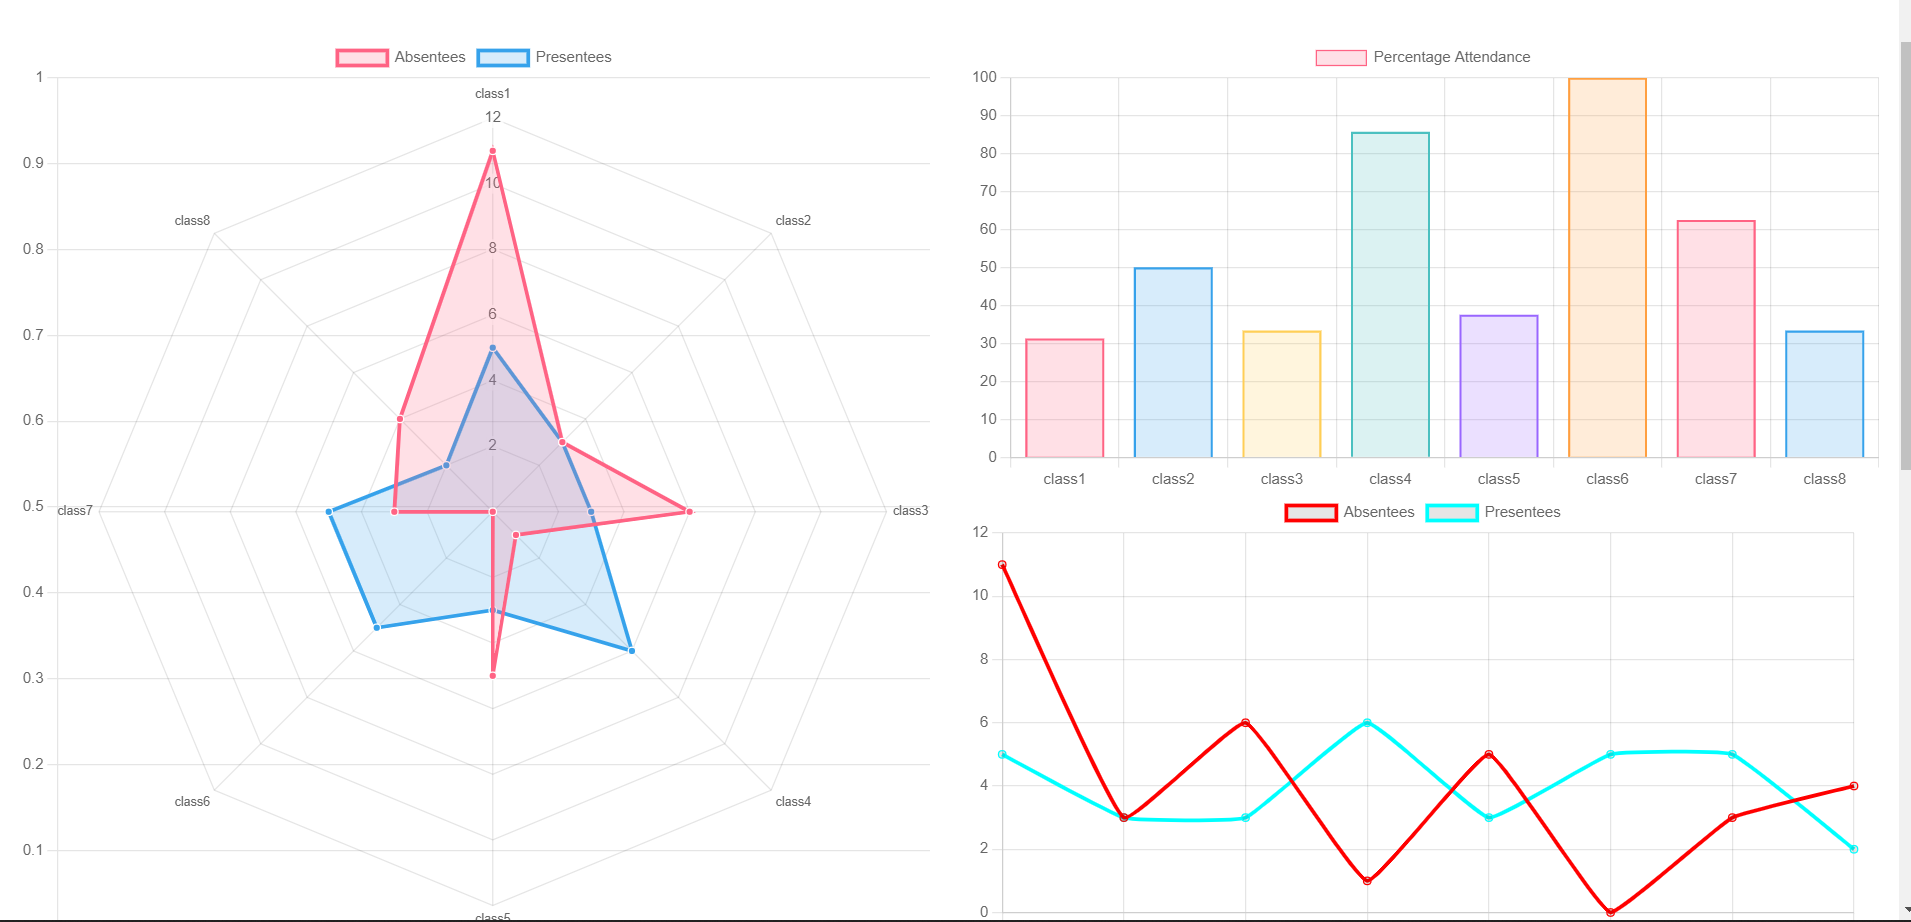 Absentees Presentees
1
0.9
0.8
0.7
0.6
0.5
0.4
0.3
0.2
0.1
class1
12
10
8
6
4
2
class2
class3
class4
class5
class6
class7
class8
Percentage Attendance
100
90
80
70
60
50
40
30
20
10
0
class1 class2 class3 class4 class5 class6 class7 class8
Absentees Presentees
12
10
8
6
4
2
0